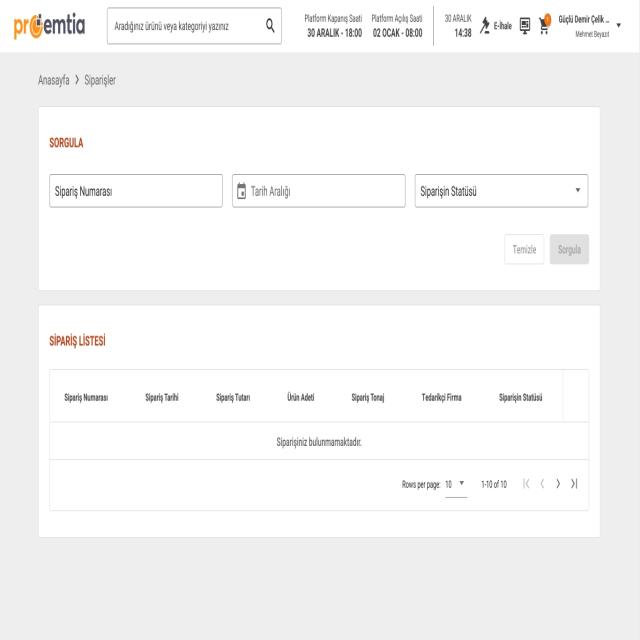 proemtia
Aradığınız ürünü veya kategoriyi yazınız
Platform Kapanış Saati
30 ARALIK - 18:00
Platform Açılış Saati
02 OCAK - 08:00
30 ARALIK
14:38
E-İhale
1
Güçlü Demir Çelik ...
Mehmet Beyazıt
Anasayfa > Siparişler
SORGULA
Sipariş Numarası
Tarih Aralığı
Siparişin Statüsü
Temizle
Sorgula
SİPARİŞ LİSTESİ
Sipariş Numarası Sipariş Tarihi Sipariş Tutarı Ürün Adeti Sipariş Tonaj Tedarikçi Firma Siparişin Statüsü
Siparişiniz bulunmamaktadır.
Rows per page: 10 1-10 of 10